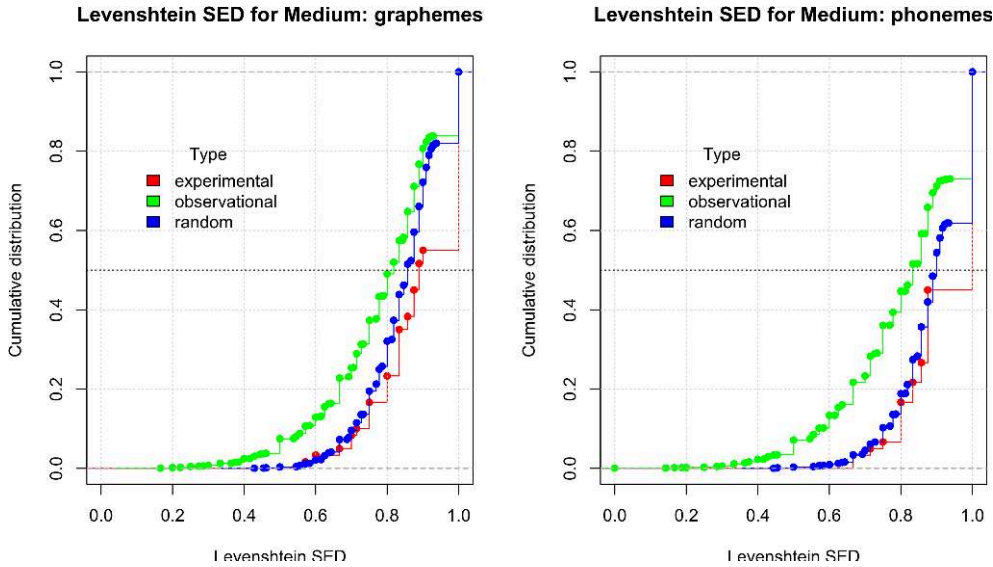 Levenshtein SED for Medium: graphemes
Cumulative distribution
1.0
0.8
0.6
0.4
0.2
0.0
Type
experimental
observational
random
0.0 0.2 0.4 0.6 0.8 1.0
Levenshtein SED
Levenshtein SED for Medium: phonemes
Cumulative distribution
1.0
0.8
0.6
0.4
0.2
0.0
Type
experimental
observational
random
0.0 0.2 0.4 0.6 0.8 1.0
Levenshtein SED